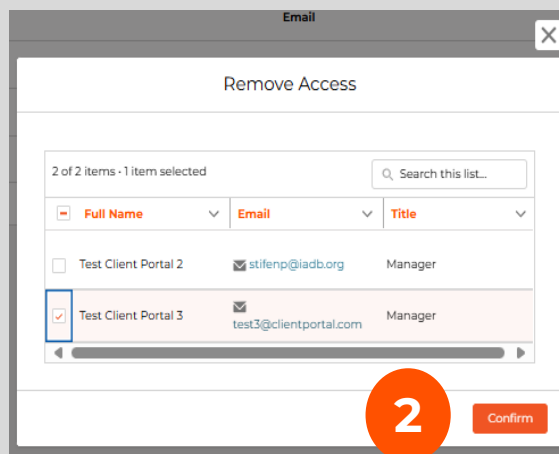 Email
Remove Access
2 of 2 items · 1 item selected
Search this list...
Full Name Email Title
Test Client Portal 2 stifenp@iadb.org Manager
Test Client Portal 3 test3@clientportal.com Manager
2 Confirm